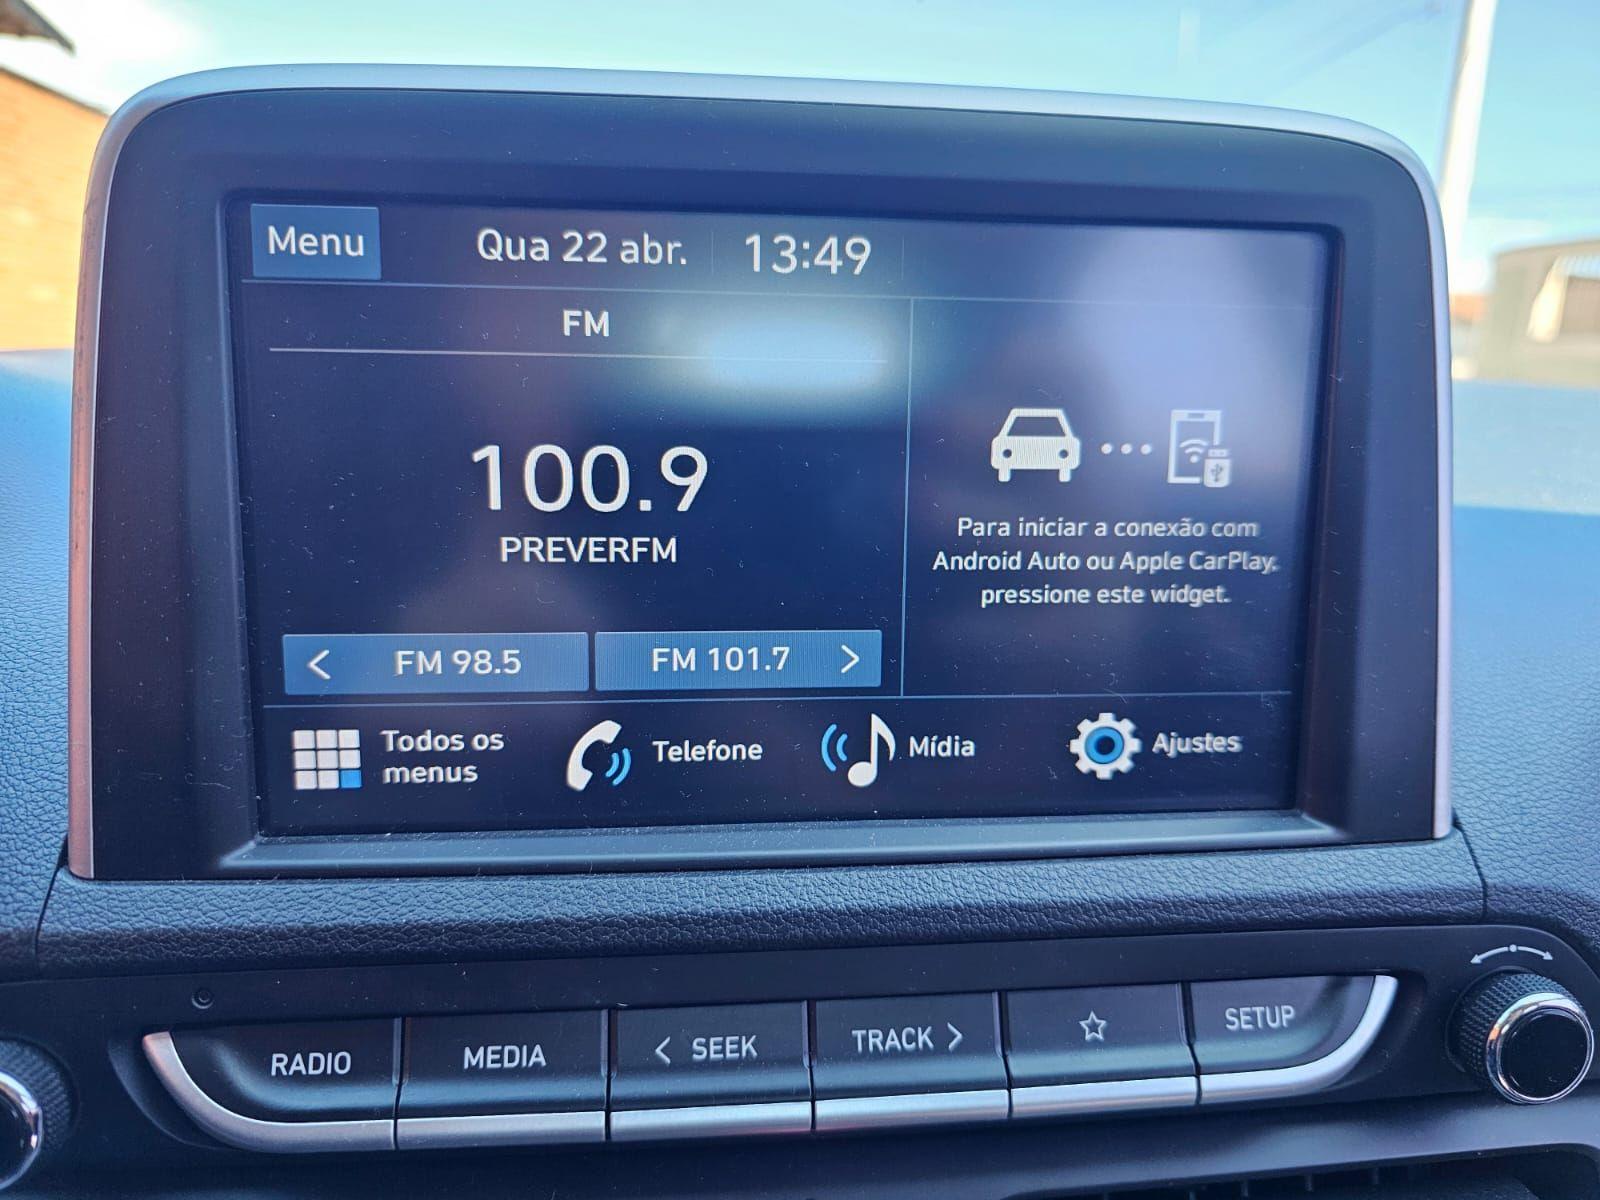 Menu Qua 22 abr. 13:49
FM
100.9
PREVERFM
FM 98.5
FM 101.7
Para iniciar a conexão com
Android Auto ou Apple CarPlay,
pressione este widget.
Todos os
menus
Telefone
Mídia
Ajustes
RADIO
MEDIA
< SEEK
TRACK >
SETUP